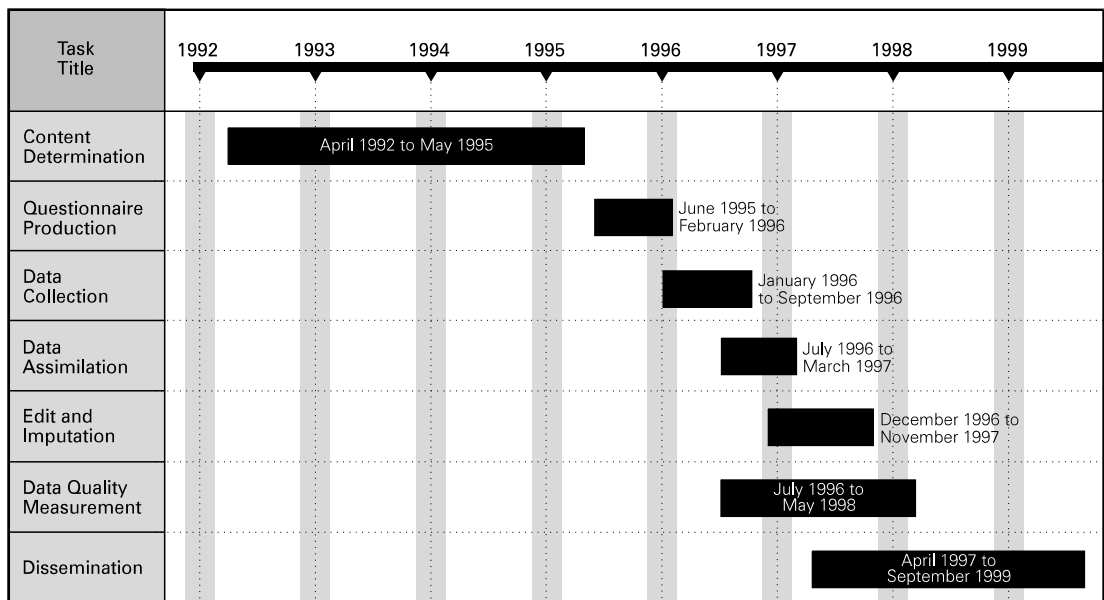 Task
Title
1992 1993 1994 1995 1996 1997 1998 1999
Content
Determination
April 1992 to May 1995
Questionnaire
Production
June 1995 to
February 1996
Data
Collection
January 1996
to September 1996
Data
Assimilation
July 1996 to
March 1997
Edit and
Imputation
December 1996 to
November 1997
Data Quality
Measurement
July 1996 to
May 1998
Dissemination
April 1997 to
September 1999